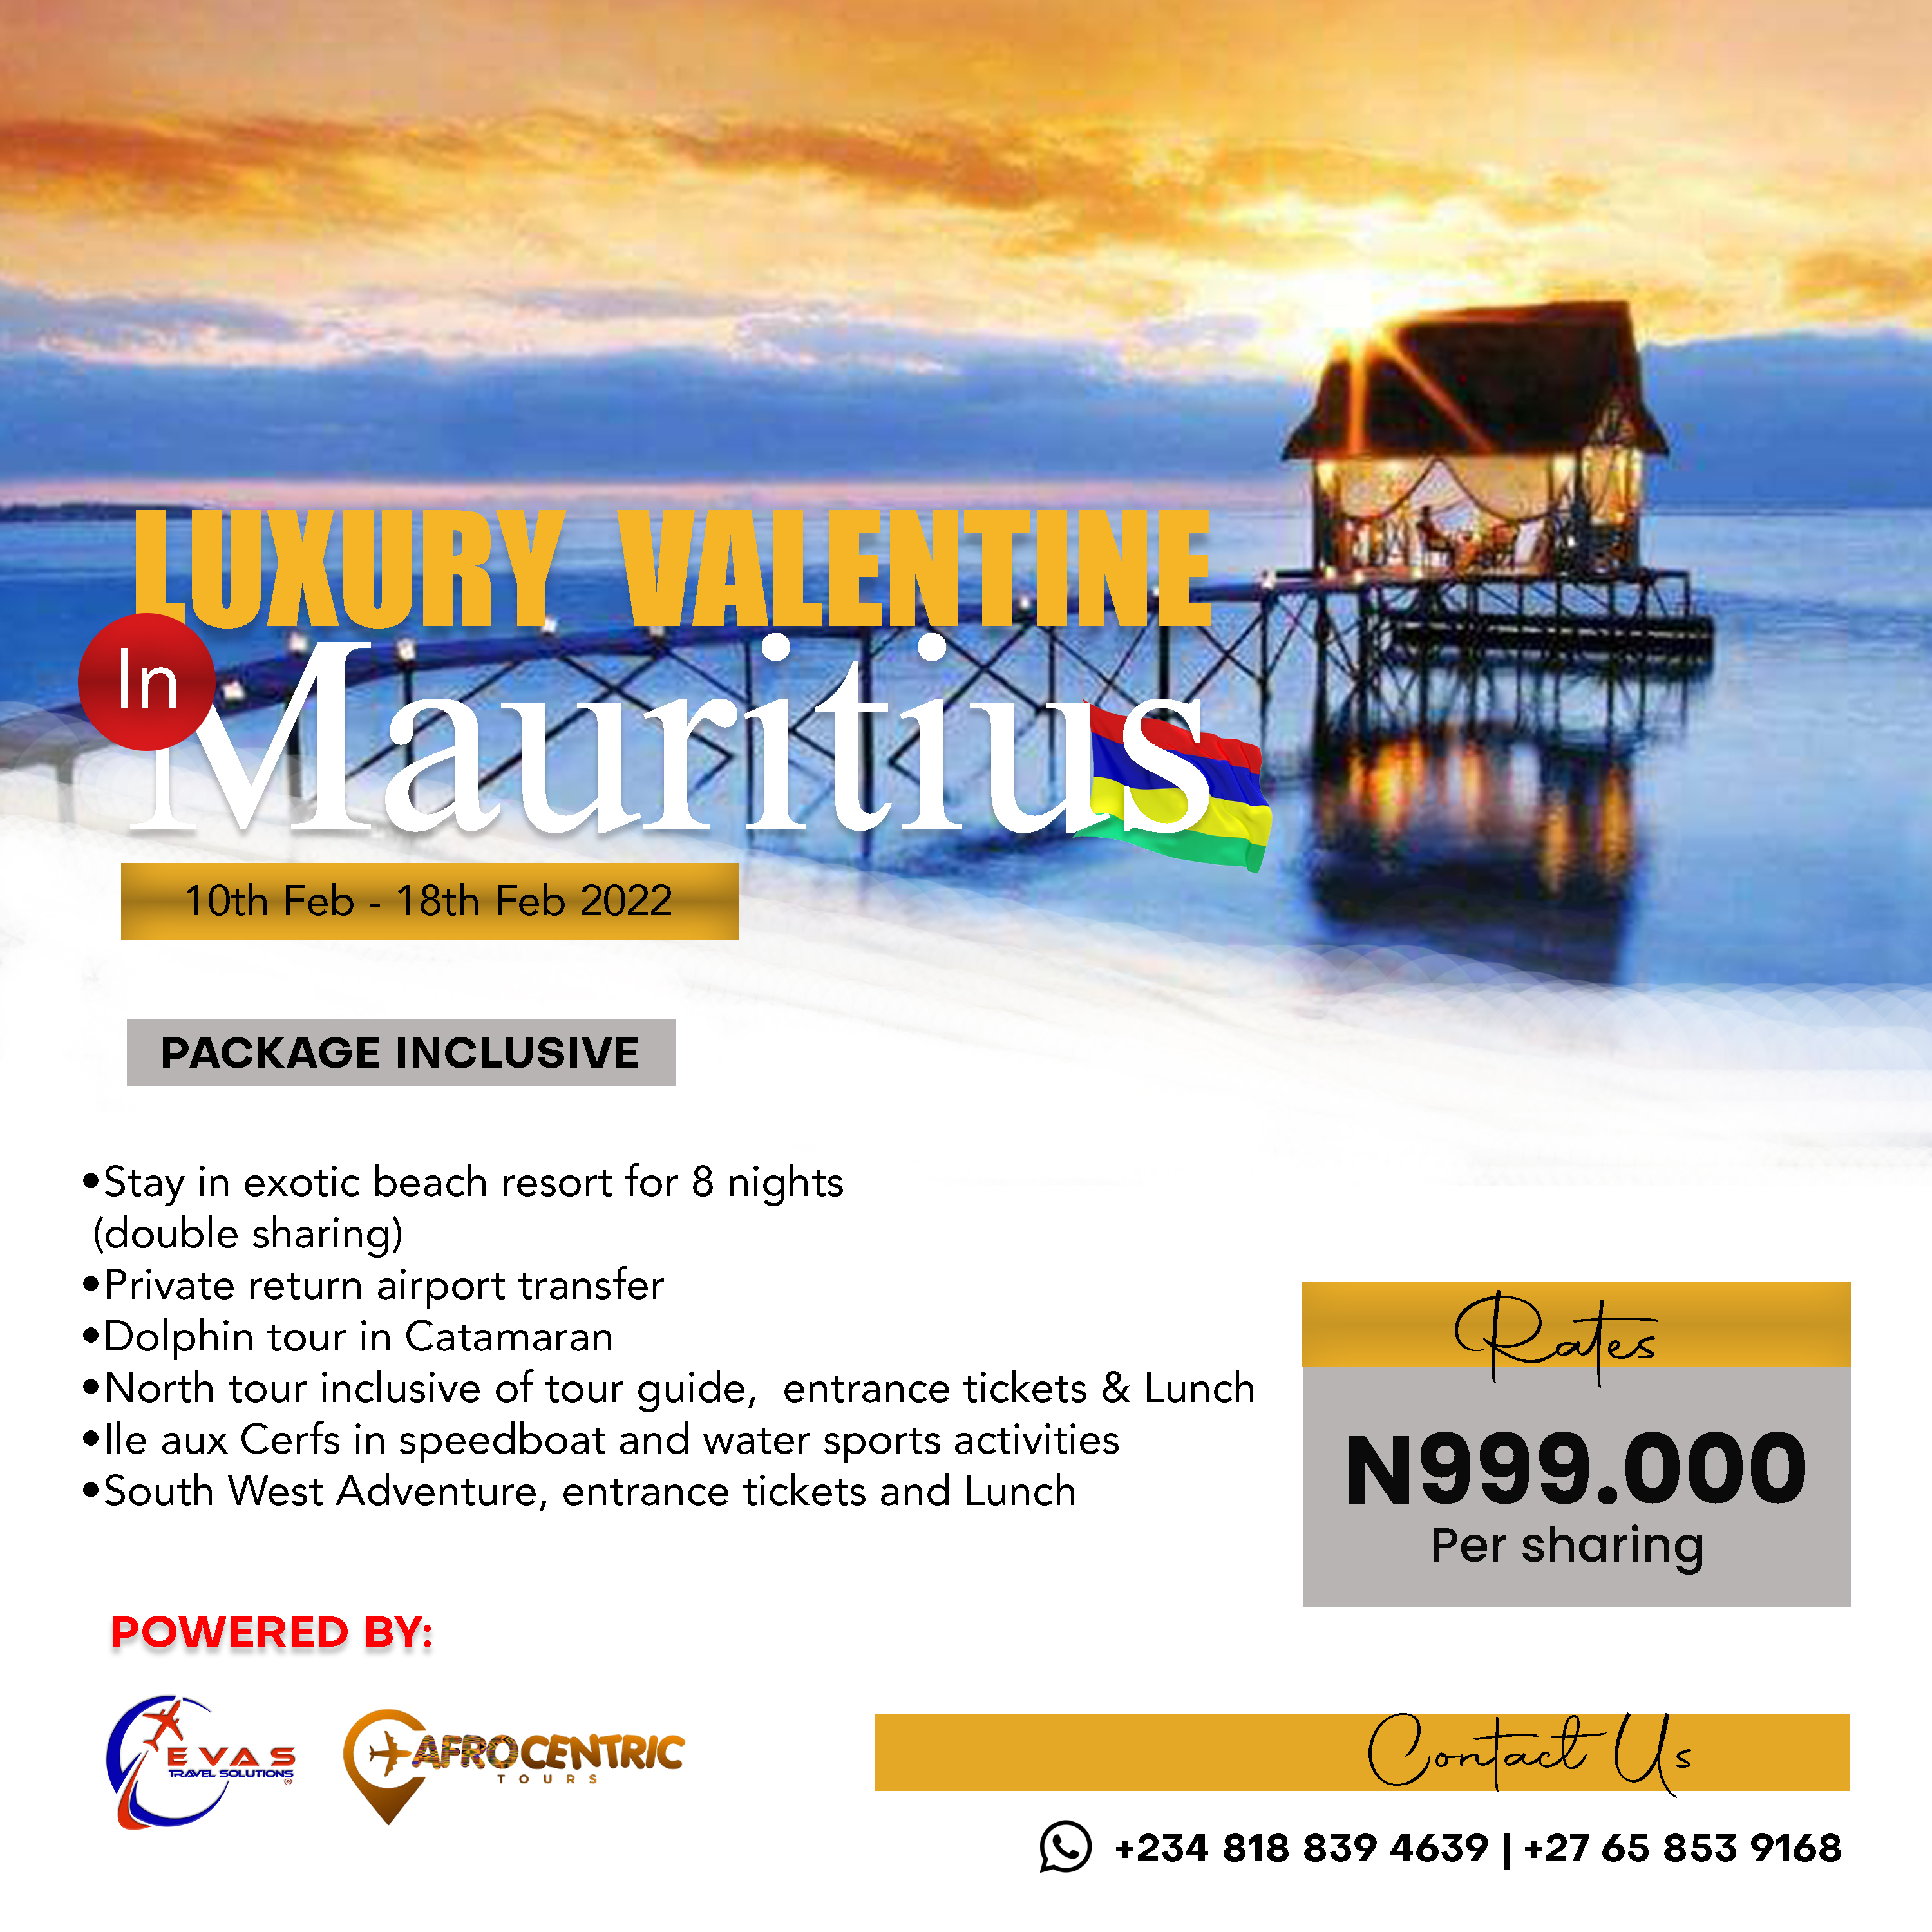 LUXURY VALENTINE
In
Mauritius
10th Feb - 18th Feb 2022
PACKAGE INCLUSIVE
•Stay in exotic beach resort for 8 nights
(double sharing)
•Private return airport transfer
•Dolphin tour in Catamaran
•North tour inclusive of tour guide, entrance tickets & Lunch
•Ile aux Cerfs in speedboat and water sports activities
•South West Adventure, entrance tickets and Lunch
Rates
N999.000
Per sharing
POWERED BY:
EVAS
TRAVEL SOLUTIONS
AFROCENTRIC
TOURS
Contact Us
+234 818 839 4639 | +27 65 853 9168